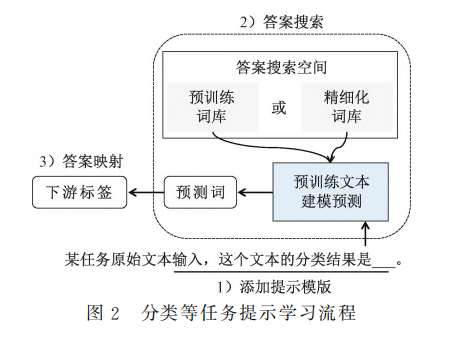 2）答案搜索
答案搜索空间
预训练
词库
或
精细化
词库
3）答案映射
下游标签
预测词
预训练文本
建模预测
某任务原始文本输入，这个文本的分类结果是___。
1）添加提示模版
图 2 分类等任务提示学习流程